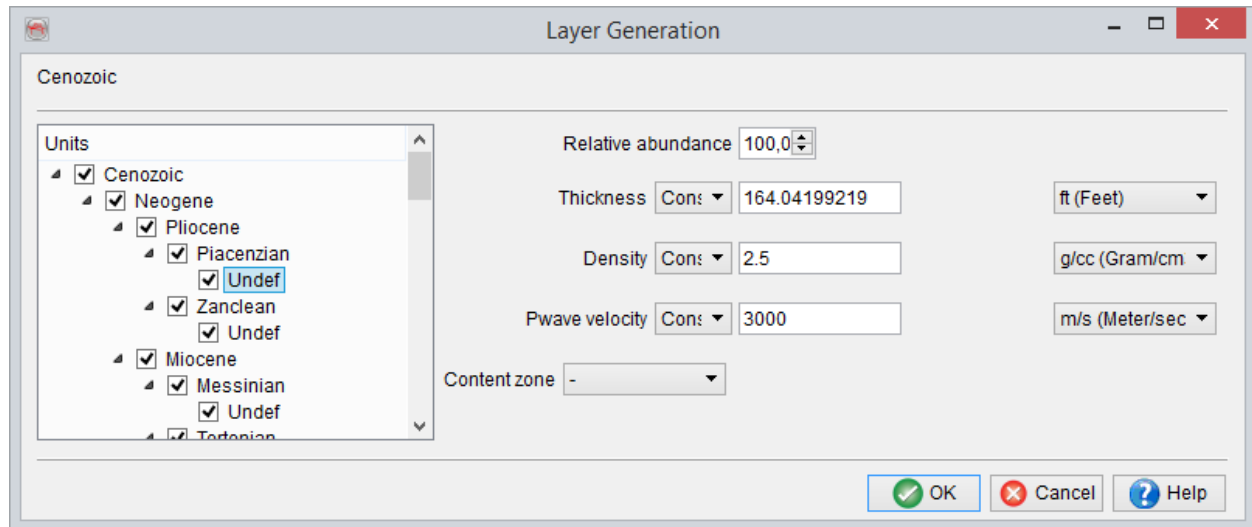 Layer Generation
Cenozoic
Units
Cenozoic
Neogene
Pliocene
Piacenzian
Undef
Zanclean
Undef
Miocene
Messinian
Undef
Tortonian
Relative abundance 100,0
Thickness Cons 164.04199219 ft (Feet)
Density Cons 2.5 g/cc (Gram/cm
Pwave velocity Cons 3000 m/s (Meter/sec
Content zone -
OK Cancel Help